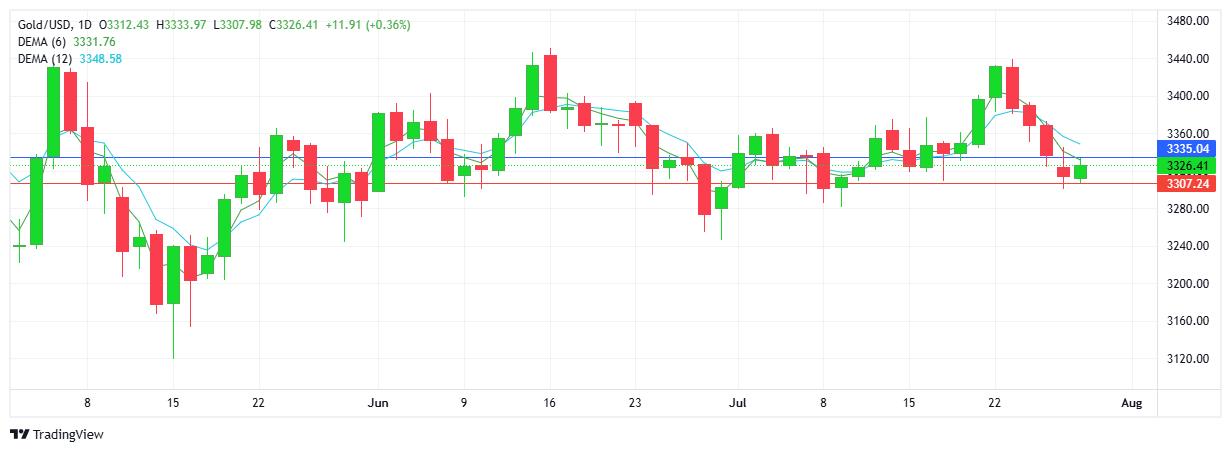 Gold/USD, 1D O3312.43 H3333.97 L3307.98 C3326.41 +11.91 (+0.36%)
DEMA (6) 3331.76
DEMA (12) 3348.58
3480.00
3440.00
3400.00
3360.00
3335.04
3326.41
3307.24
3280.00
3240.00
3200.00
3160.00
3120.00
8 15 22 Jun 9 16 23 Jul 8 15 22 Aug
TradingView